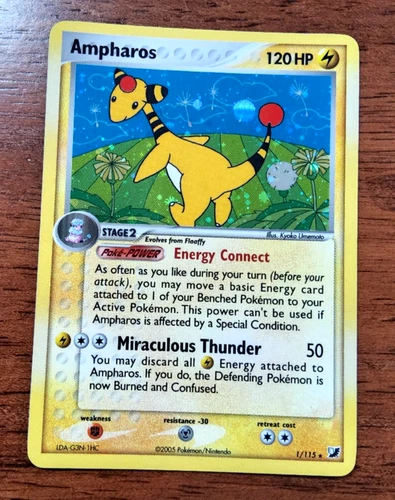 Ampharos 120 HP
Illus. Kyoko Umemoto
STAGE 2
Evolves from Flaaffy
Poké-POWER Energy Connect
As often as you like during your turn (before your
attack), you may move a basic Energy card
attached to 1 of your Benched Pokémon to your
Active Pokémon. This power can't be used if
Ampharos is affected by a Special Condition.
Miraculous Thunder 50
You may discard all Energy attached to
Ampharos. If you do, the Defending Pokémon is
now Burned and Confused.
weakness resistance -30 retreat cost
LDA-G3N-1HC ©2005 Pokémon/Nintendo 1/115 ★